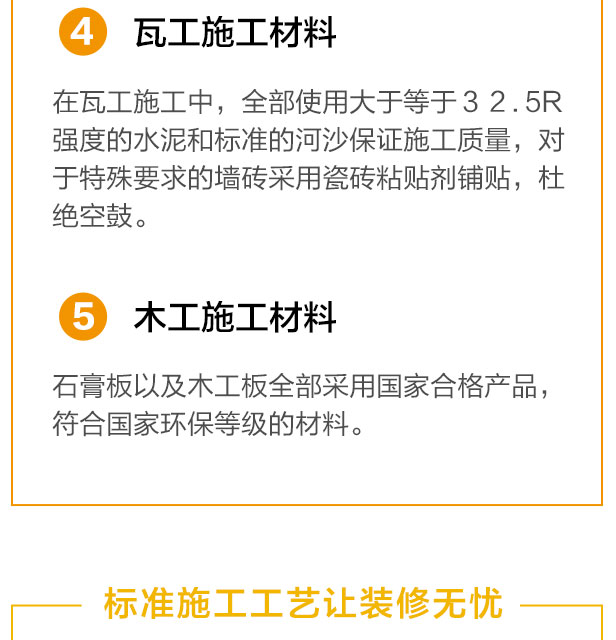 4 瓦工施工材料
在瓦工施工中，全部使用大于等于３２.5R
强度的水泥和标准的河沙保证施工质量，对
于特殊要求的墙砖采用瓷砖粘贴剂铺贴，杜
绝空鼓。
5 木工施工材料
石膏板以及木工板全部采用国家合格产品，
符合国家环保等级的材料。
标准施工工艺让装修无忧